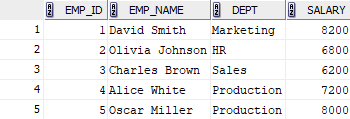 EMP_ID EMP_NAME DEPT SALARY
1 1 David Smith Marketing 8200
2 2 Olivia Johnson HR 6800
3 3 Charles Brown Sales 6200
4 4 Alice White Production 7200
5 5 Oscar Miller Production 8000